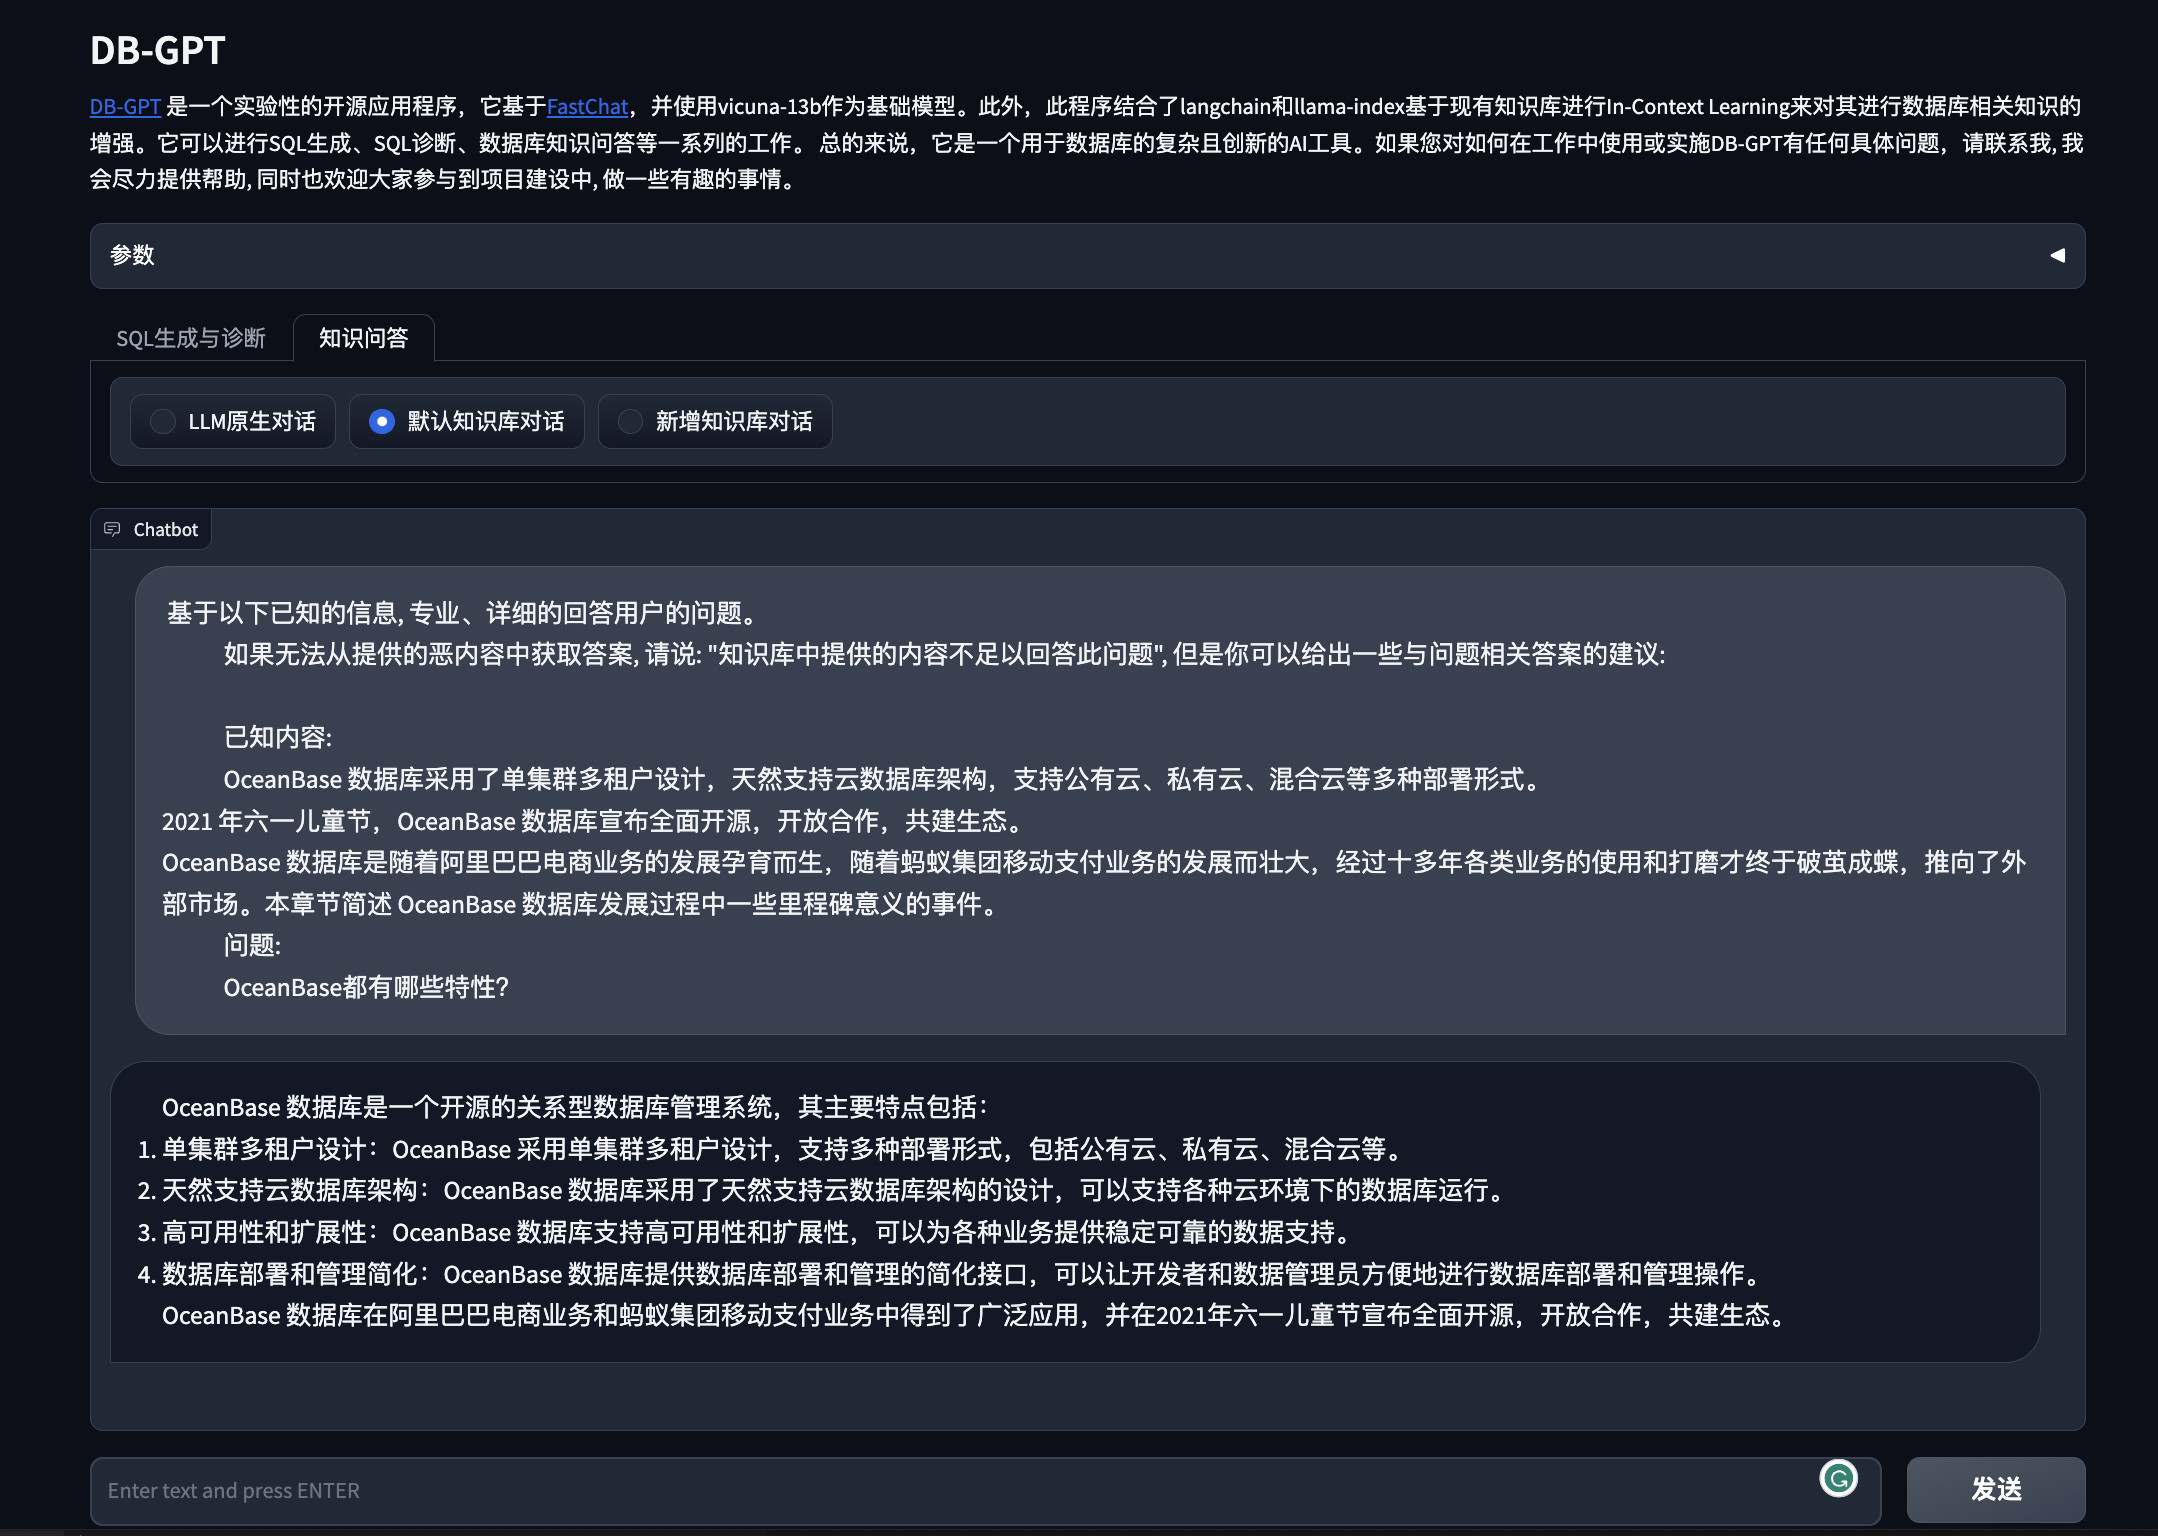 DB-GPT
DB-GPT 是一个实验性的开源应用程序，它基于FastChat，并使用vicuna-13b作为基础模型。此外，此程序结合了langchain和llama-index基于现有知识库进行In-Context Learning来对其进行数据库相关知识的
增强。它可以进行SQL生成、SQL诊断、数据库知识问答等一系列的工作。 总的来说，它是一个用于数据库的复杂且创新的AI工具。如果您对如何在工作中使用或实施DB-GPT有任何具体问题，请联系我, 我
会尽力提供帮助, 同时也欢迎大家参与到项目建设中, 做一些有趣的事情。
参数
SQL生成与诊断 知识问答
LLM原生对话 默认知识库对话 新增知识库对话
Chatbot
基于以下已知的信息, 专业、详细的回答用户的问题。
如果无法从提供的恶内容中获取答案, 请说: "知识库中提供的内容不足以回答此问题", 但是你可以给出一些与问题相关答案的建议:
已知内容:
OceanBase 数据库采用了单集群多租户设计，天然支持云数据库架构，支持公有云、私有云、混合云等多种部署形式。
2021 年六一儿童节，OceanBase 数据库宣布全面开源，开放合作，共建生态。
OceanBase 数据库是随着阿里巴巴电商业务的发展孕育而生，随着蚂蚁集团移动支付业务的发展而壮大，经过十多年各类业务的使用和打磨才终于破茧成蝶，推向了外
部市场。本章节简述 OceanBase 数据库发展过程中一些里程碑意义的事件。
问题:
OceanBase都有哪些特性?
OceanBase 数据库是一个开源的关系型数据库管理系统，其主要特点包括：
1. 单集群多租户设计：OceanBase 采用单集群多租户设计，支持多种部署形式，包括公有云、私有云、混合云等。
2. 天然支持云数据库架构：OceanBase 数据库采用了天然支持云数据库架构的设计，可以支持各种云环境下的数据库运行。
3. 高可用性和扩展性：OceanBase 数据库支持高可用性和扩展性，可以为各种业务提供稳定可靠的数据支持。
4. 数据库部署和管理简化：OceanBase 数据库提供数据库部署和管理的简化接口，可以让开发者和数据管理员方便地进行数据库部署和管理操作。
OceanBase 数据库在阿里巴巴电商业务和蚂蚁集团移动支付业务中得到了广泛应用，并在2021年六一儿童节宣布全面开源，开放合作，共建生态。
Enter text and press ENTER
发送